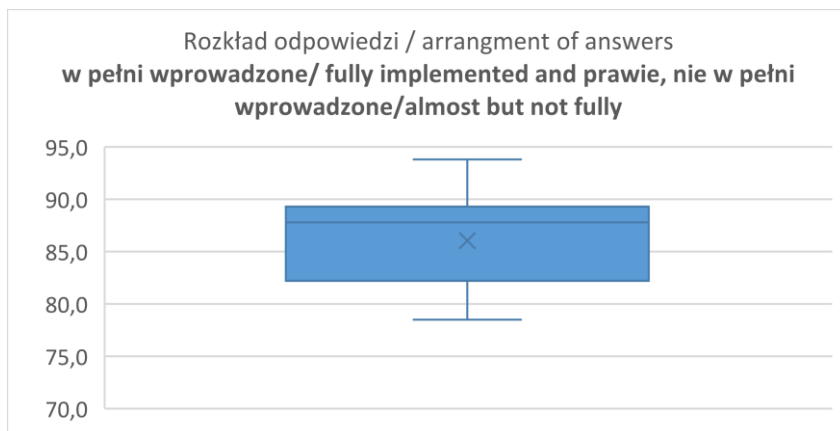 Rozkład odpowiedzi / arrangment of answers
w pełni wprowadzone/ fully implemented and prawie, nie w pełni
wprowadzone/almost but not fully
95,0
90,0
85,0
80,0
75,0
70,0